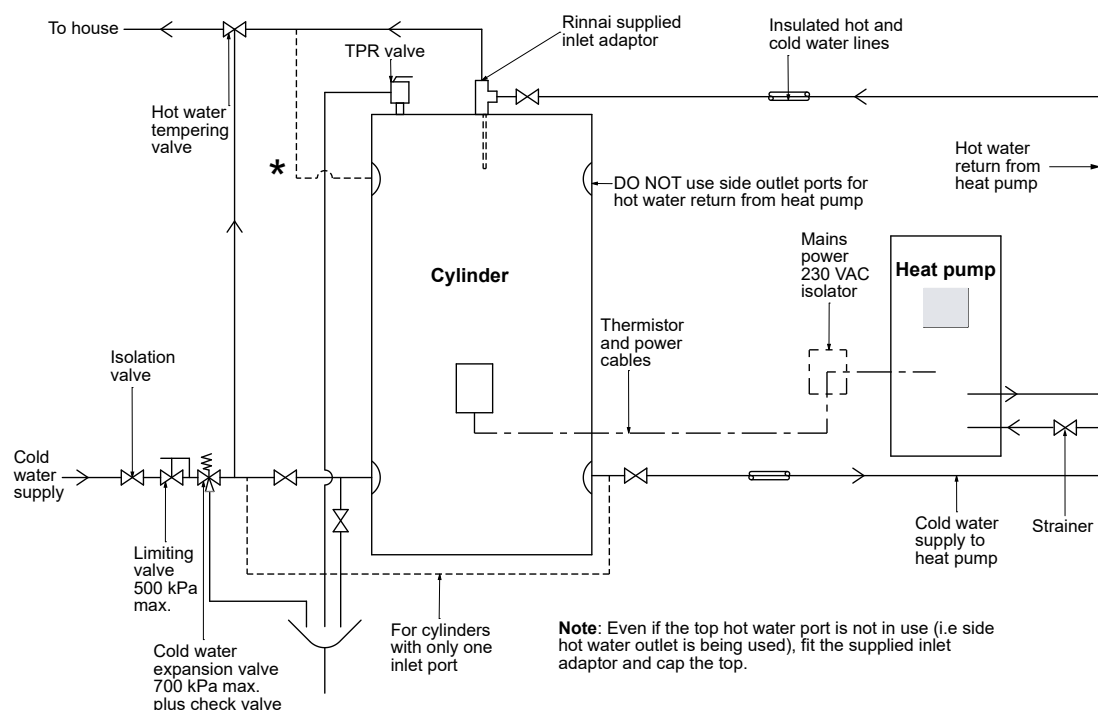 To house
Rinnai supplied
inlet adaptor
Insulated hot and
cold water lines
TPR valve
Hot water
tempering
valve
*
Hot water
return from
heat pump
DO NOT use side outlet ports for
hot water return from heat pump
Mains
power
230 VAC
isolator
Heat pump
Cylinder
Thermistor
and power
cables
Isolation
valve
Cold
water
supply
Limiting
valve
500 kPa
max.
Cold water
supply to
heat pump
Strainer
For cylinders
with only one
inlet port
Note: Even if the top hot water port is not in use (i.e side
hot water outlet is being used), fit the supplied inlet
adaptor and cap the top.
Cold water
expansion valve
700 kPa max.
plus check valve